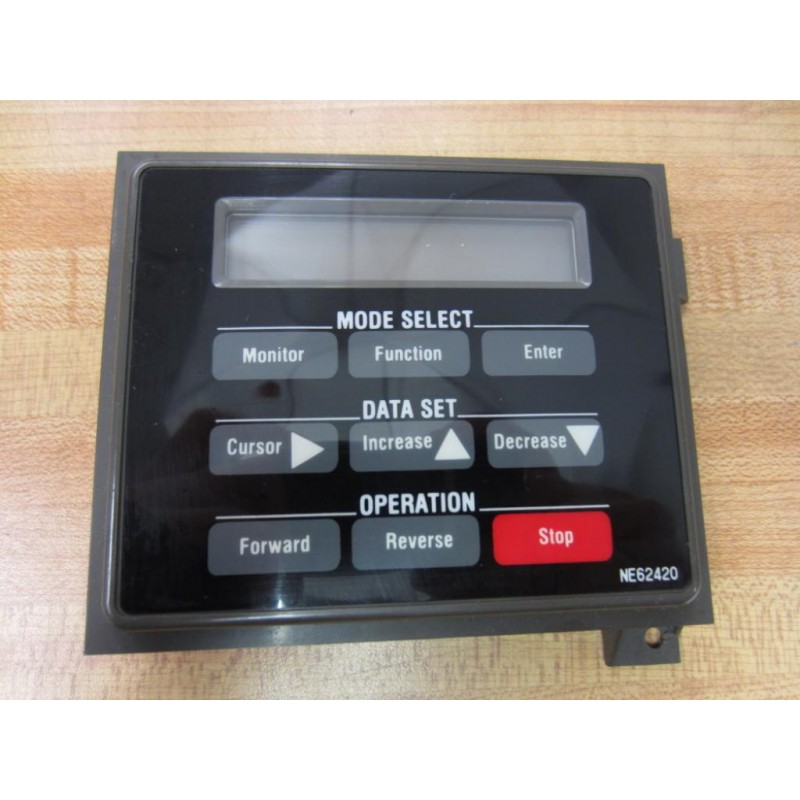 MODE SELECT
Monitor Function Enter
DATA SET
Cursor Increase Decrease
OPERATION
Forward Reverse Stop
NE62420